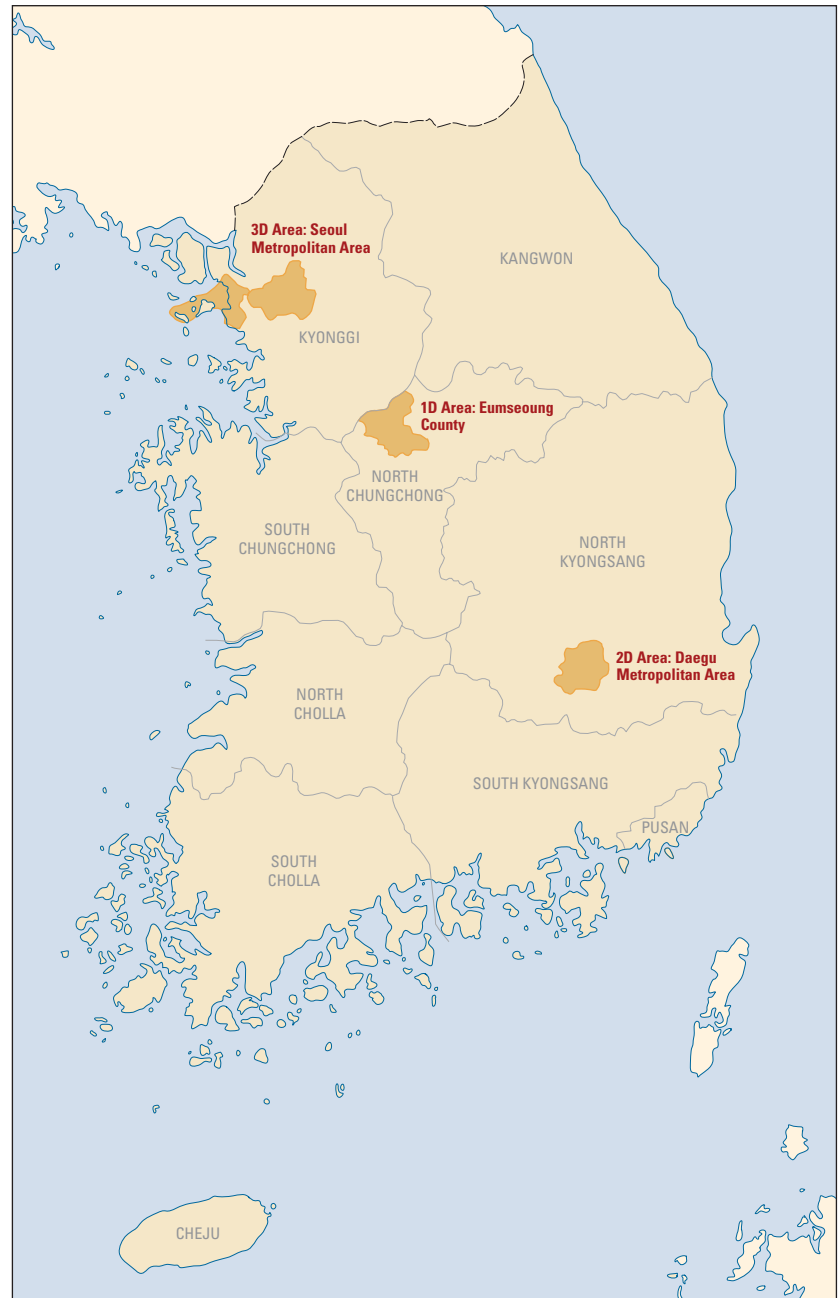 3D Area: Seoul
Metropolitan Area
KANGWON
KYONGGI
1D Area: Eumseoung
County
NORTH
CHUNGCHONG
SOUTH
CHUNGCHONG
NORTH
KYONGSANG
2D Area: Daegu
Metropolitan Area
NORTH
CHOLLA
SOUTH KYONGSANG
PUSAN
SOUTH
CHOLLA
CHEJU